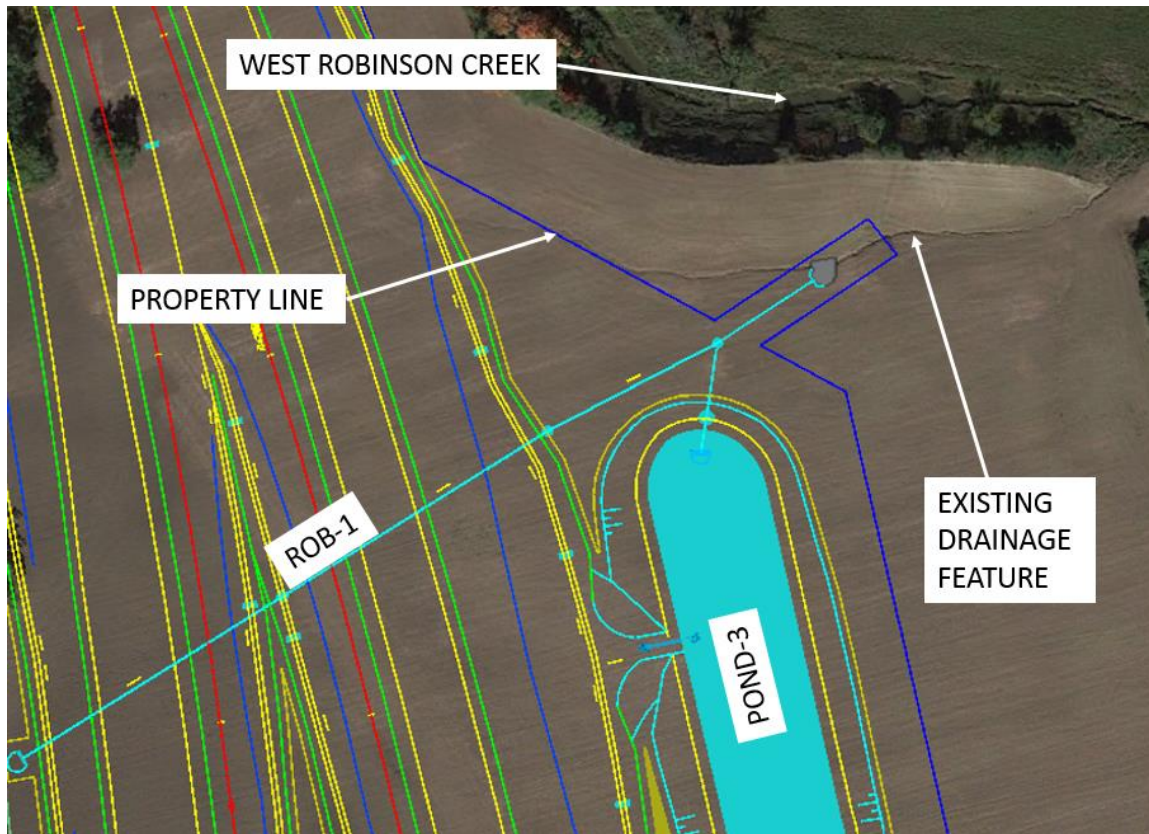 WEST ROBINSON CREEK
PROPERTY LINE
ROB-1
EXISTING
DRAINAGE
FEATURE
POND-3